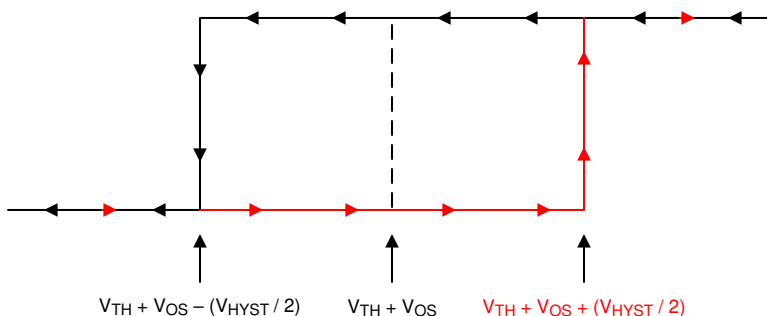 VTH + VOS – (VHYST / 2) VTH + VOS VTH + VOS + (VHYST / 2)